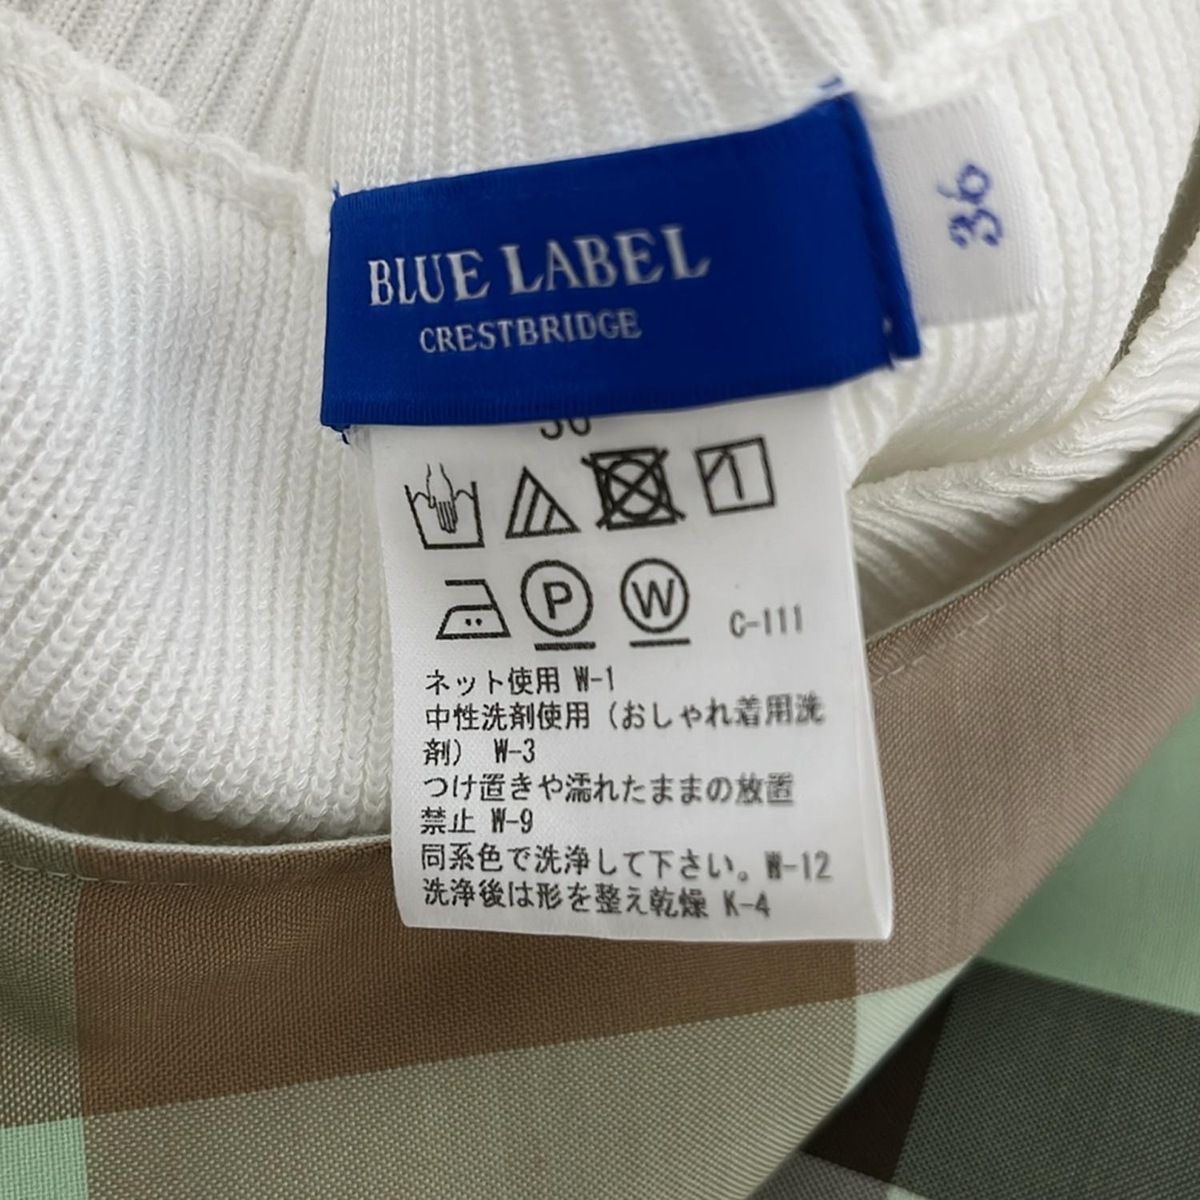 BLUE LABEL
CRESTBRIDGE
36
36
P W C-111
ネット使用 W-1
中性洗剤使用（おしゃれ着用洗
剤） W-3
つけ置きや濡れたままの放置
禁止 W-9
同系色で洗浄して下さい。W-12
洗浄後は形を整え乾燥 K-4